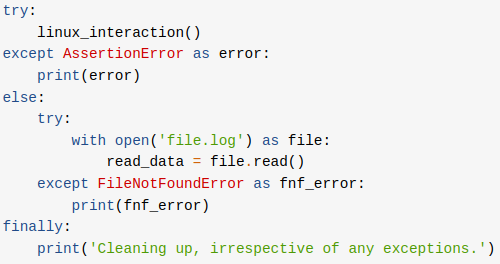 try:
    linux_interaction()
except AssertionError as error:
    print(error)
else:
    try:
        with open('file.log') as file:
            read_data = file.read()
    except FileNotFoundError as fnf_error:
        print(fnf_error)
finally:
    print('Cleaning up, irrespective of any exceptions.')